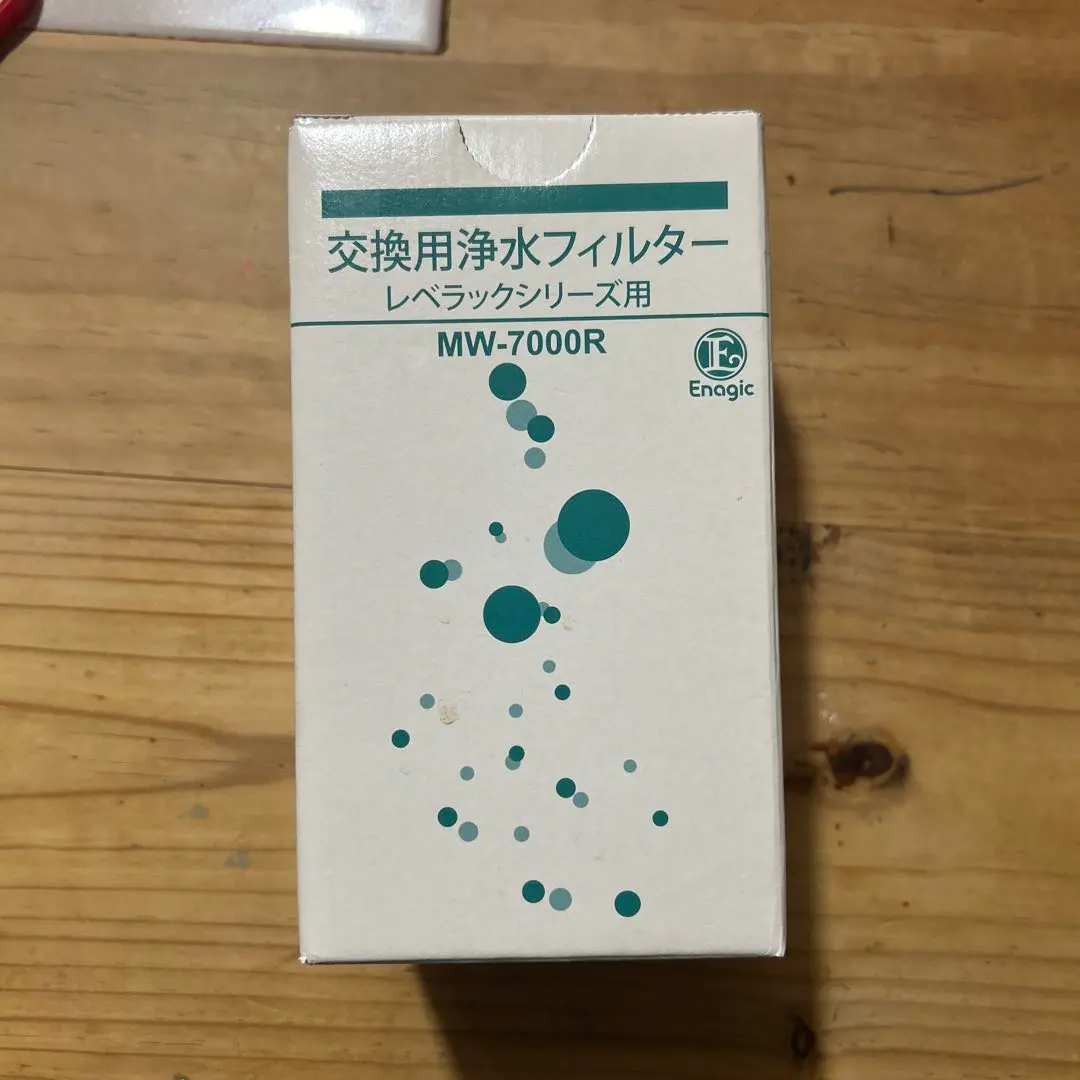 交換用浄水フィルター
レベラックシリーズ用
MW-7000R
E
Enagic